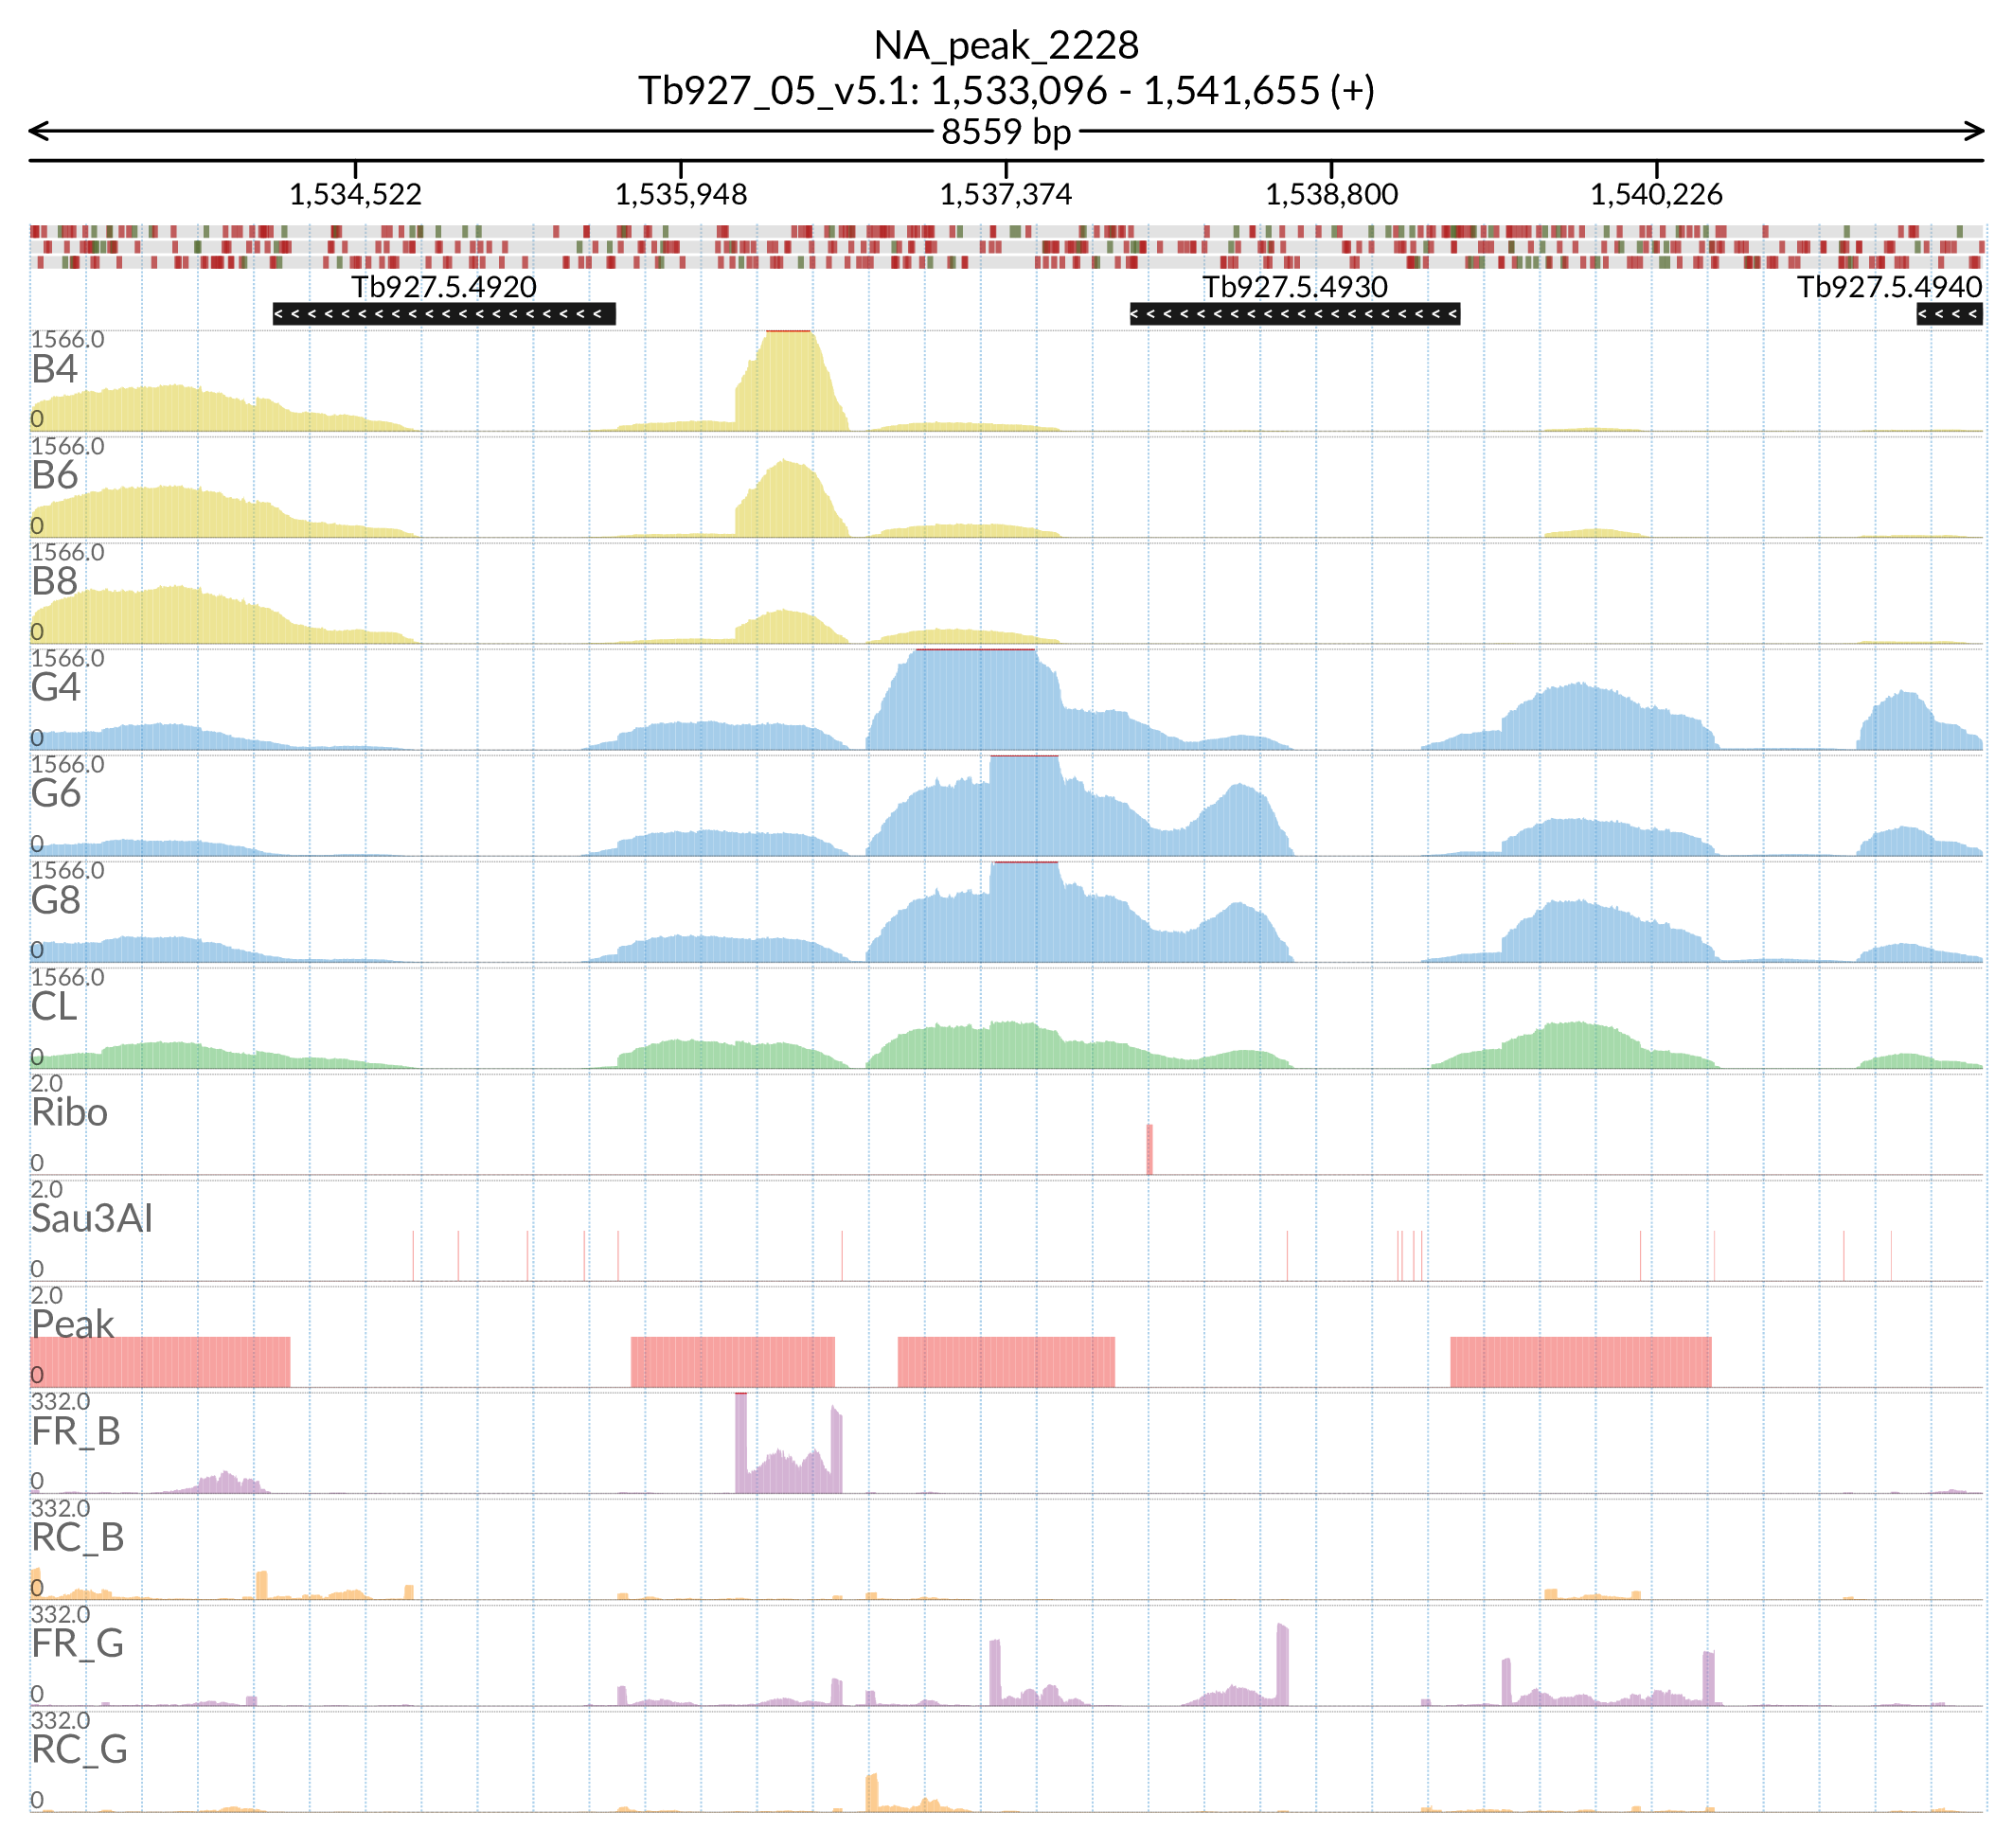 NA_peak_2228
Tb927_05_v5.1: 1,533,096 - 1,541,655 (+)
8559 bp
1,534,522 1,535,948 1,537,374 1,538,800 1,540,226
Tb927.5.4920 Tb927.5.4930 Tb927.5.4940
1566.0
B4
0
1566.0
B6
0
1566.0
B8
0
1566.0
G4
0
1566.0
G6
0
1566.0
G8
0
1566.0
CL
0
2.0
Ribo
0
2.0
Sau3AI
0
2.0
Peak
0
332.0
FR_B
0
332.0
RC_B
0
332.0
FR_G
0
332.0
RC_G
0